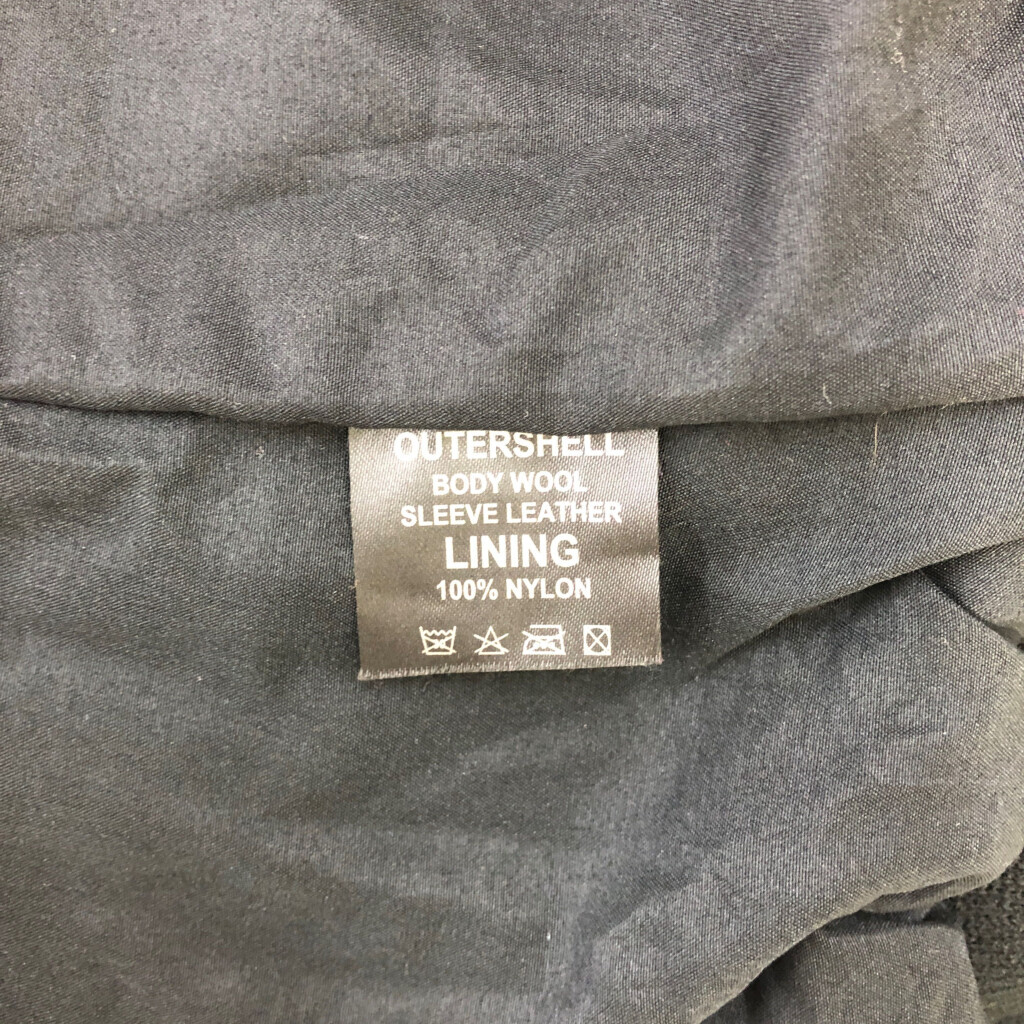 OUTERSHELL
BODY WOOL
SLEEVE LEATHER
LINING
100% NYLON